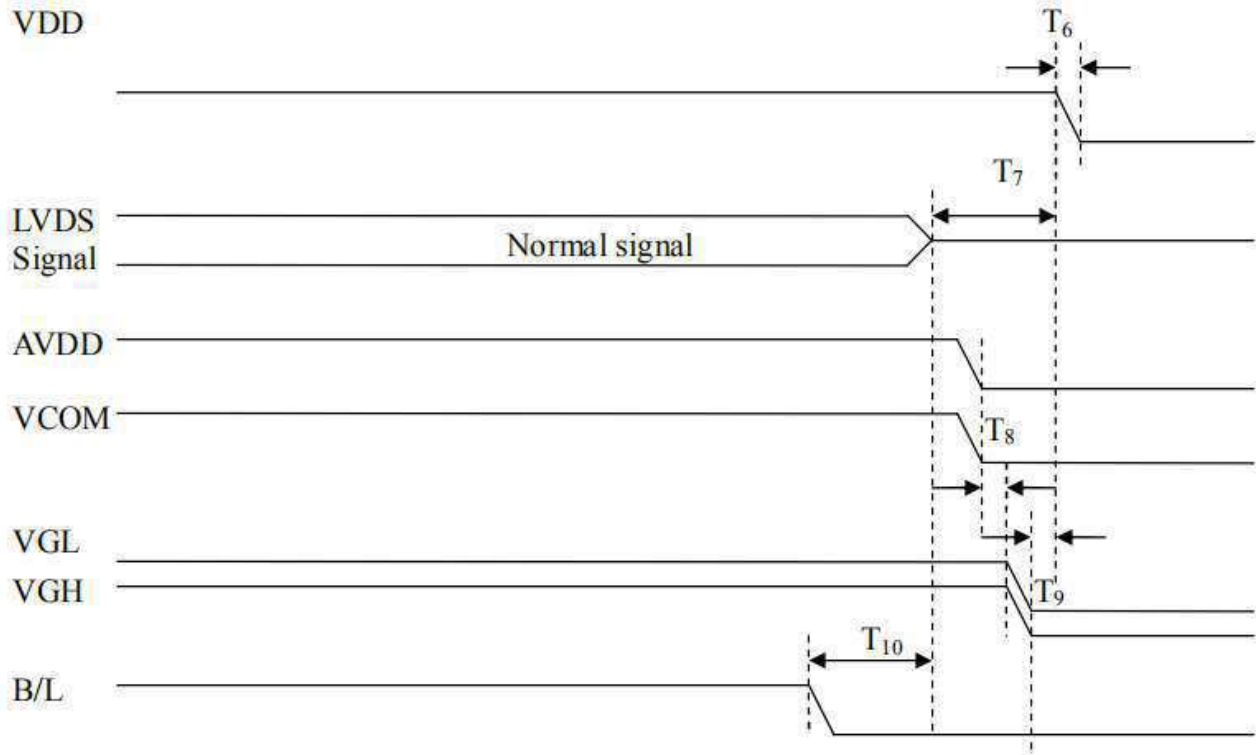 VDD
T₆
T₇
LVDS
Signal
Normal signal
AVDD
VCOM
T₈
VGL
VGH
T₉
T₁₀
B/L